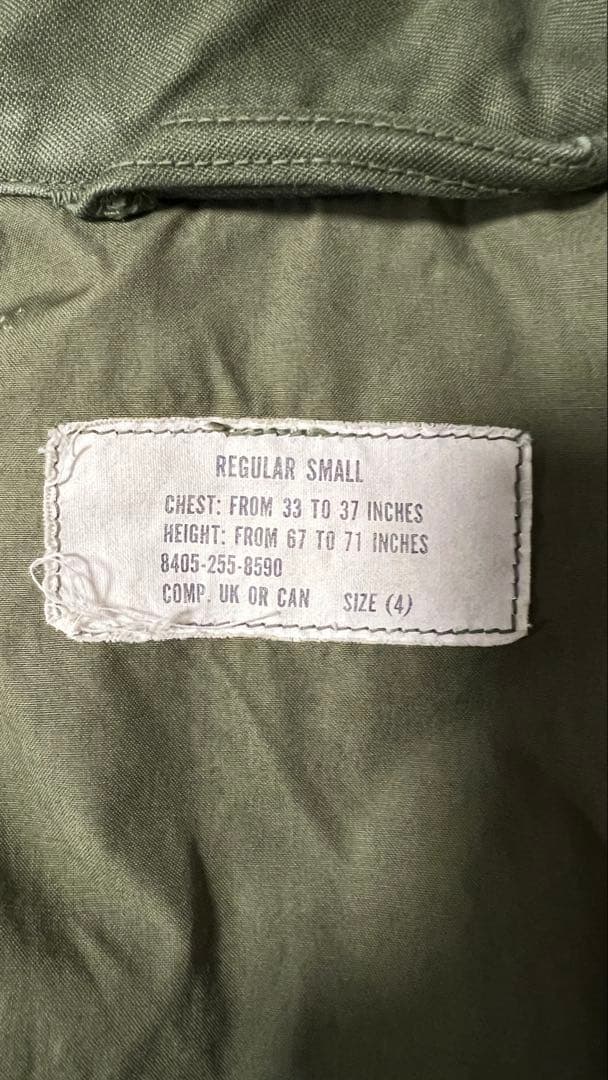 REGULAR SMALL
CHEST: FROM 33 TO 37 INCHES
HEIGHT: FROM 67 TO 71 INCHES
8405-255-8590
COMP. UK OR CAN SIZE (4)